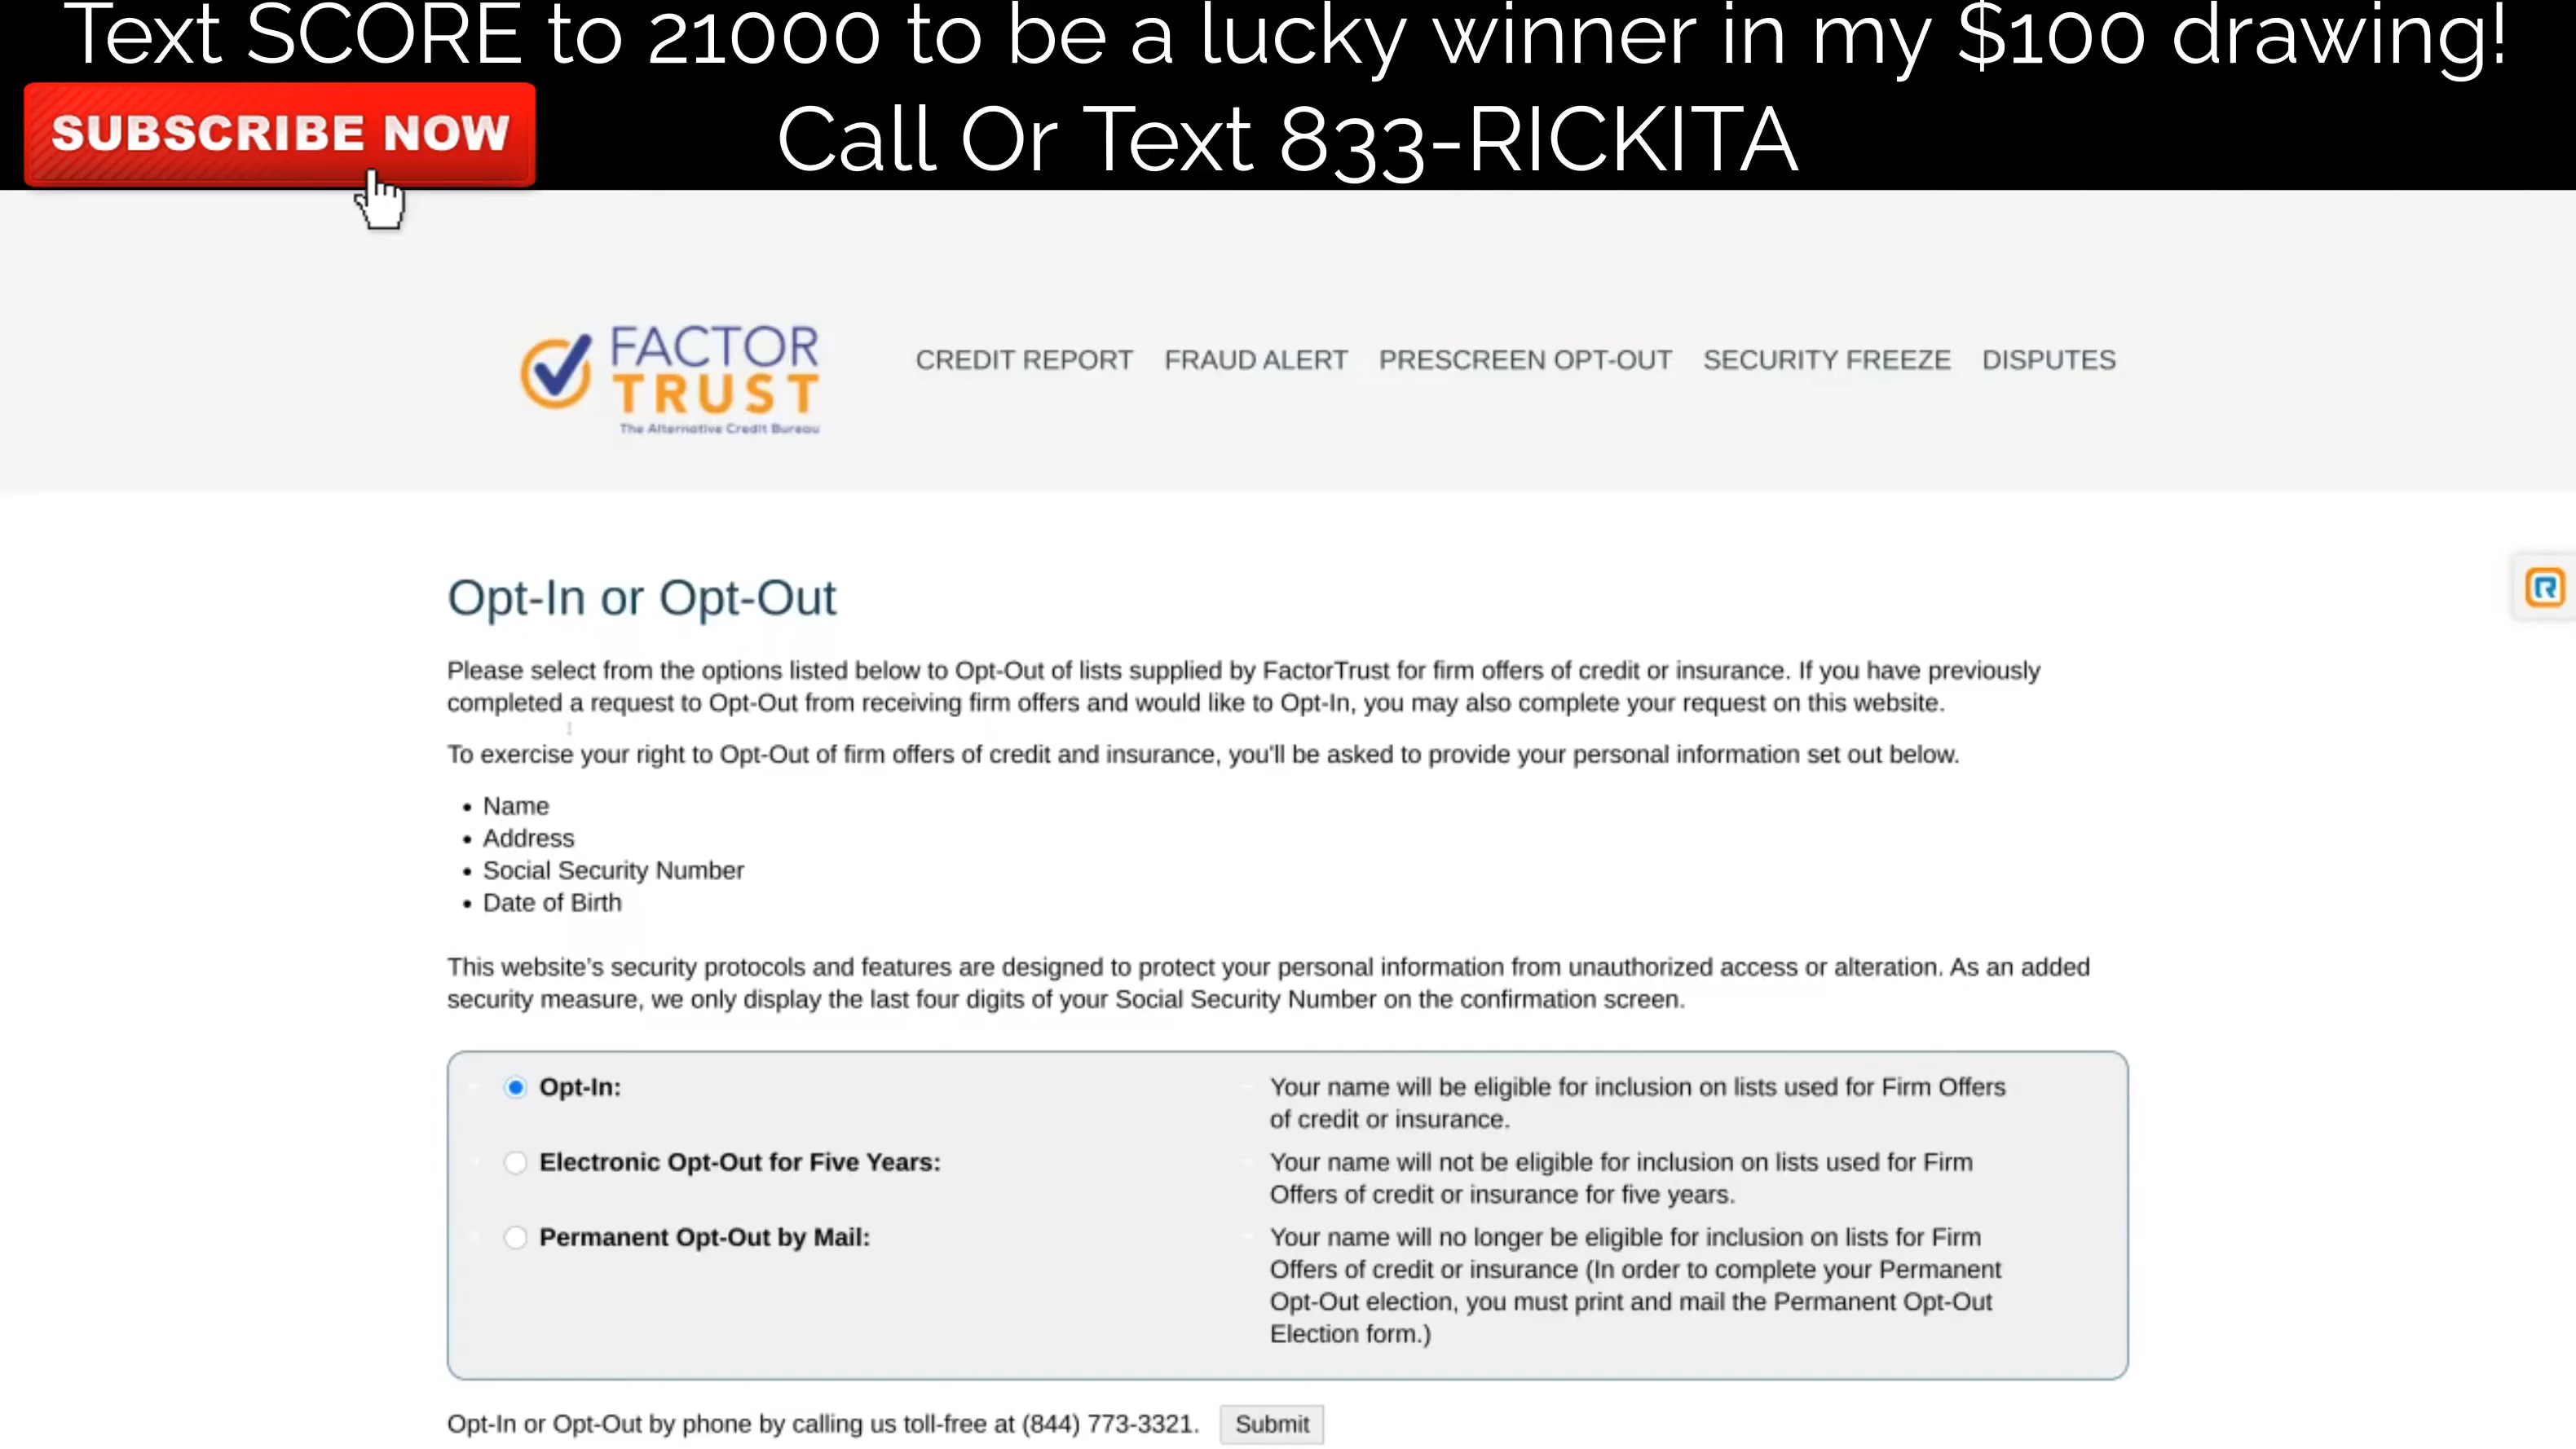 Text SCORE to 21000 to be a lucky winner in my $100 drawing!
SUBSCRIBE NOW
Call Or Text 833-RICKITA
FACTOR
TRUST
The Alternative Credit Bureau
CREDIT REPORT FRAUD ALERT PRESCREEN OPT-OUT SECURITY FREEZE DISPUTES
Opt-In or Opt-Out
R
Please select from the options listed below to Opt-Out of lists supplied by FactorTrust for firm offers of credit or insurance. If you have previously
completed a request to Opt-Out from receiving firm offers and would like to Opt-In, you may also complete your request on this website.
To exercise your right to Opt-Out of firm offers of credit and insurance, you'll be asked to provide your personal information set out below.
• Name
• Address
• Social Security Number
• Date of Birth
This website's security protocols and features are designed to protect your personal information from unauthorized access or alteration. As an added
security measure, we only display the last four digits of your Social Security Number on the confirmation screen.
Opt-In:
Your name will be eligible for inclusion on lists used for Firm Offers
of credit or insurance.
Electronic Opt-Out for Five Years:
Your name will not be eligible for inclusion on lists used for Firm
Offers of credit or insurance for five years.
Permanent Opt-Out by Mail:
Your name will no longer be eligible for inclusion on lists for Firm
Offers of credit or insurance (In order to complete your Permanent
Opt-Out election, you must print and mail the Permanent Opt-Out
Election form.)
Opt-In or Opt-Out by phone by calling us toll-free at (844) 773-3321. Submit